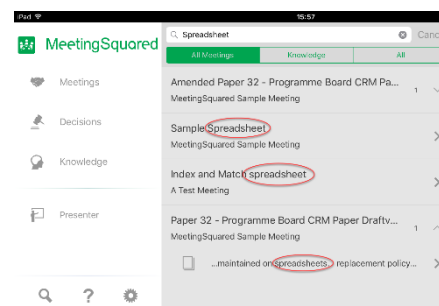 iPad
15:57
MeetingSquared
Meetings
Decisions
Knowledge
Presenter
Spreadsheet
Canc
All Meetings
Knowledge
All
Amended Paper 32 - Programme Board CRM Pa...
1
MeetingSquared Sample Meeting
Sample Spreadsheet
MeetingSquared Sample Meeting
Index and Match spreadsheet
A Test Meeting
Paper 32 - Programme Board CRM Paper Draftv...
1
MeetingSquared Sample Meeting
...maintained on spreadsheets, replacement policy...
?